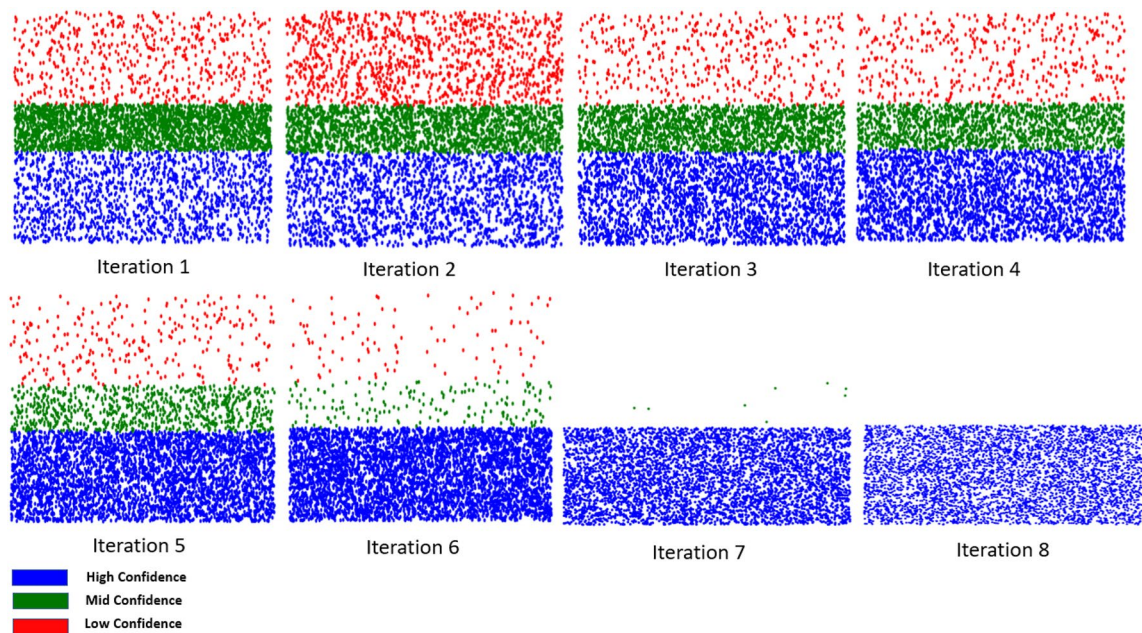 Iteration 1
Iteration 2
Iteration 3
Iteration 4
Iteration 5
Iteration 6
Iteration 7
Iteration 8
High Confidence
Mid Confidence
Low Confidence